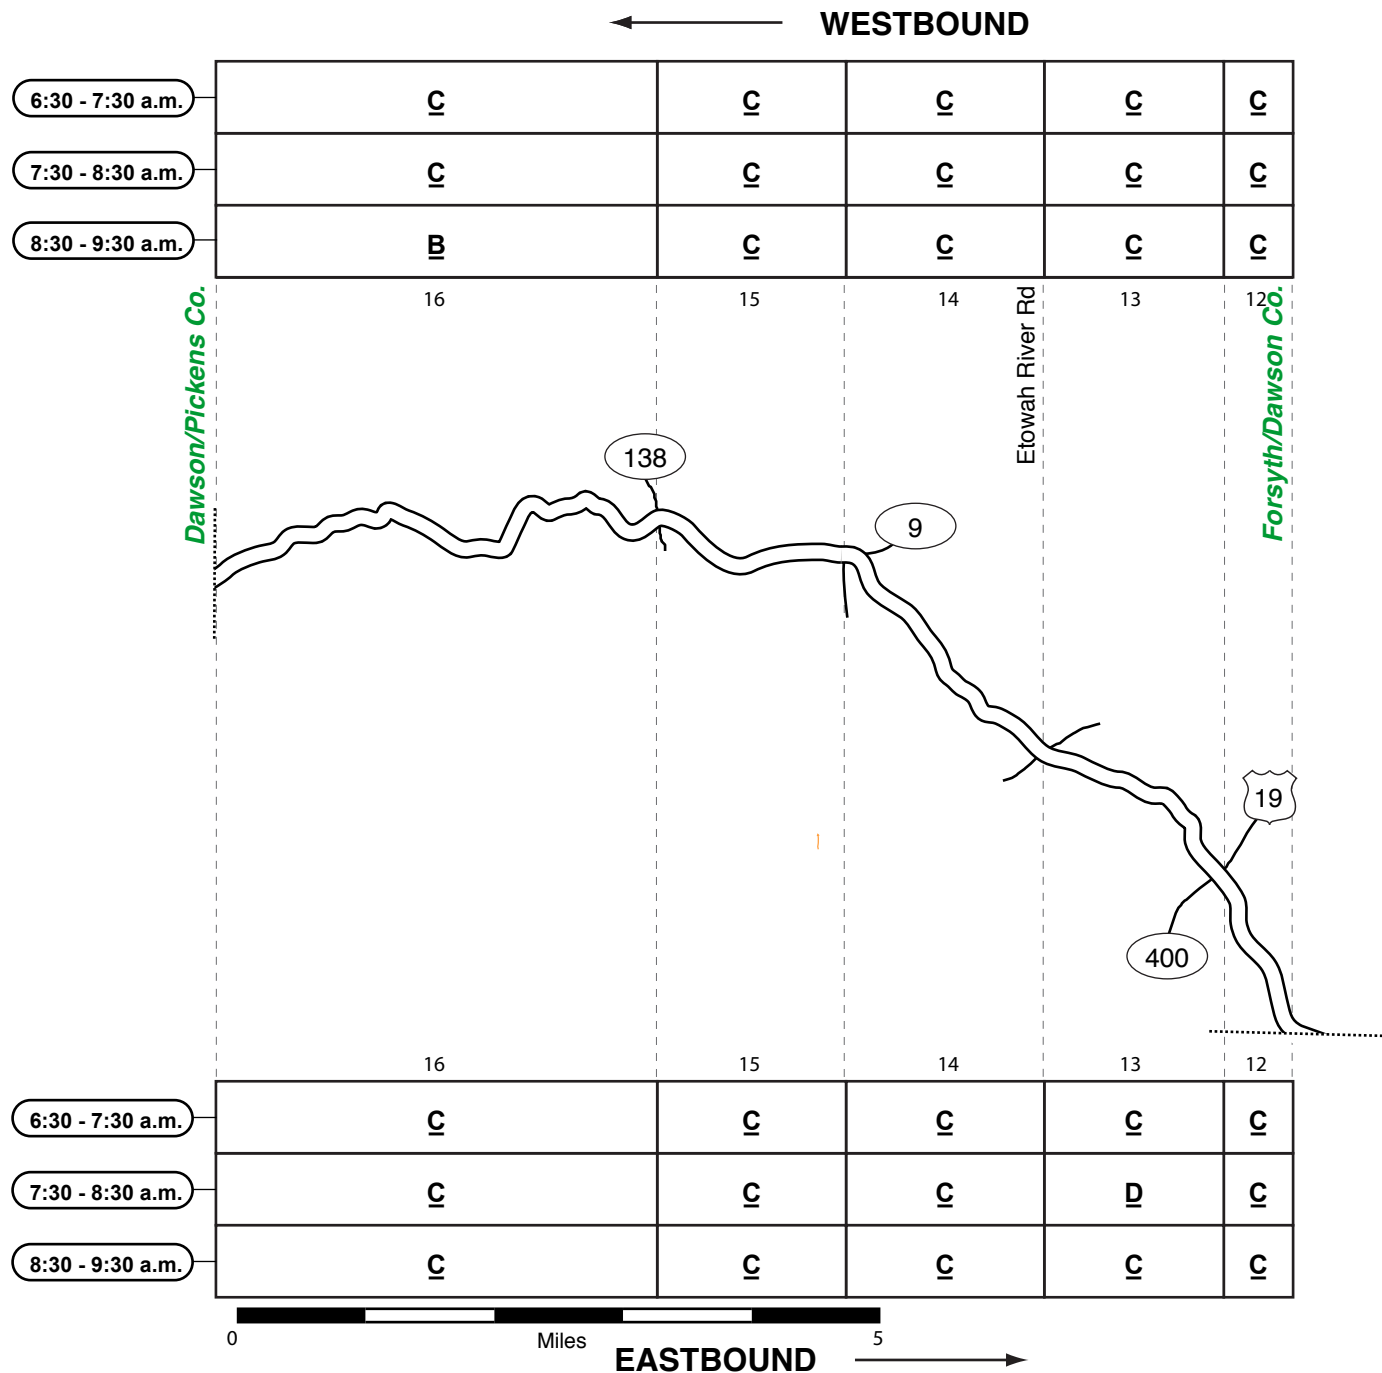 WESTBOUND
6:30 - 7:30 a.m. C C C C C
7:30 - 8:30 a.m. C C C C C
8:30 - 9:30 a.m. B C C C C
16 15 14 13 12
Dawson/Pickens Co.
Etowah River Rd
Forsyth/Dawson Co.
138
9
19
400
16 15 14 13 12
6:30 - 7:30 a.m. C C C C C
7:30 - 8:30 a.m. C C C D C
8:30 - 9:30 a.m. C C C C C
0 Miles 5
EASTBOUND